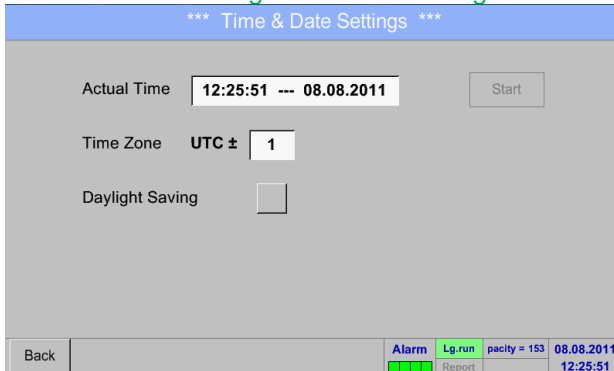 *** Time & Date Settings ***
Actual Time 12:25:51 --- 08.08.2011 Start
Time Zone UTC ± 1
Daylight Saving
Back Alarm Lg.run pacity = 153 08.08.2011
Report 12:25:51